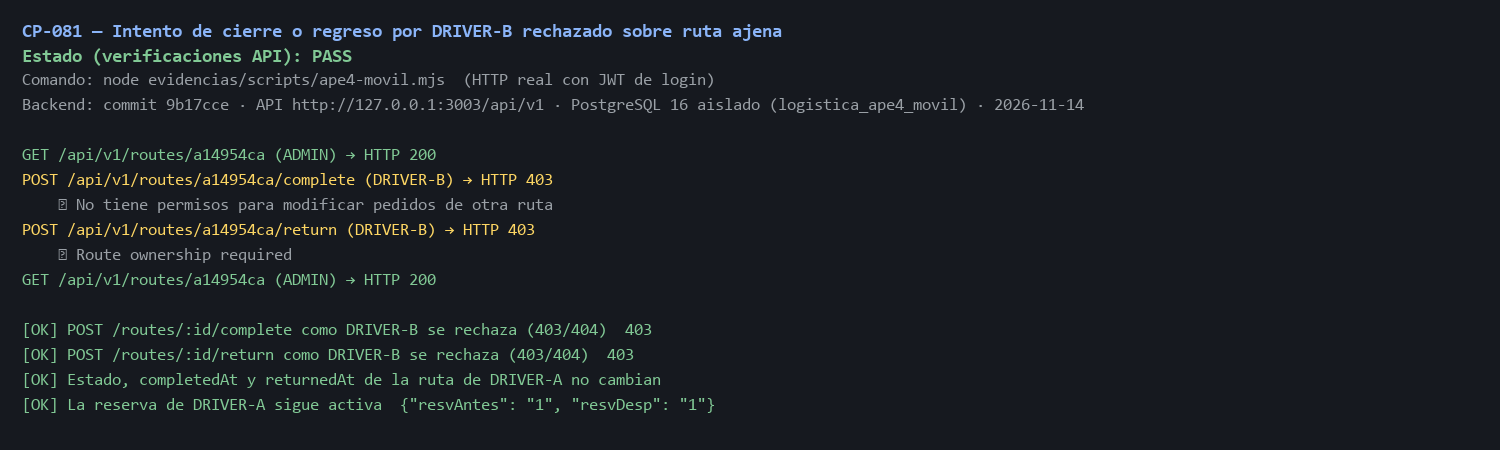 CP-081 — Intento de cierre o regreso por DRIVER-B rechazado sobre ruta ajena
Estado (verificaciones API): PASS
Comando: node evidencias/scripts/ape4-movil.mjs  (HTTP real con JWT de login)
Backend: commit 9b17cce · API http://127.0.0.1:3003/api/v1 · PostgreSQL 16 aislado (logistica_ape4_movil) · 2026-11-14
GET /api/v1/routes/a14954ca (ADMIN) → HTTP 200
POST /api/v1/routes/a14954ca/complete (DRIVER-B) → HTTP 403
No tiene permisos para modificar pedidos de otra ruta
POST /api/v1/routes/a14954ca/return (DRIVER-B) → HTTP 403
Route ownership required
GET /api/v1/routes/a14954ca (ADMIN) → HTTP 200
[OK] POST /routes/:id/complete como DRIVER-B se rechaza (403/404)  403
[OK] POST /routes/:id/return como DRIVER-B se rechaza (403/404)  403
[OK] Estado, completedAt y returnedAt de la ruta de DRIVER-A no cambian
[OK] La reserva de DRIVER-A sigue activa  {"resvAntes": "1", "resvDesp": "1"}